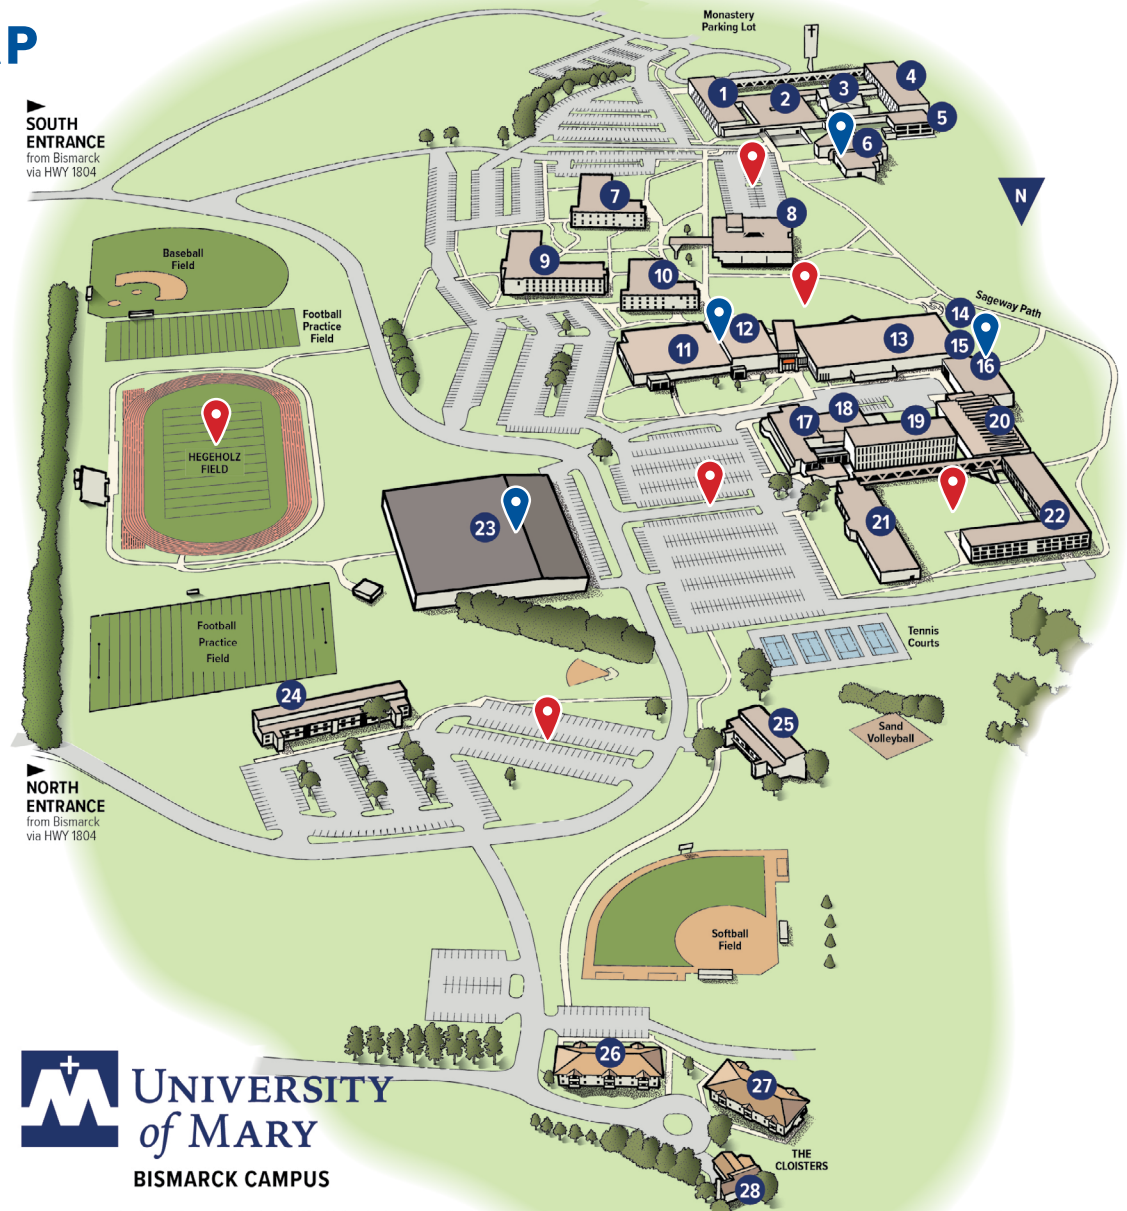 AP
Monastery
Parking Lot
SOUTH
ENTRANCE
from Bismarck
via HWY 1804
1
2
3
4
5
6
7
8
N
9
10
Baseball
Field
Football
Practice
Field
Sageway Path
11
12
13
14
15
16
17
18
19
20
21
22
HEGEHOLZ
FIELD
23
Football
Practice
Field
Tennis
Courts
24
25
Sand
Volleyball
NORTH
ENTRANCE
from Bismarck
via HWY 1804
Softball
Field
26
27
28
THE
CLOISTERS
UNIVERSITY
of MARY
BISMARCK CAMPUS